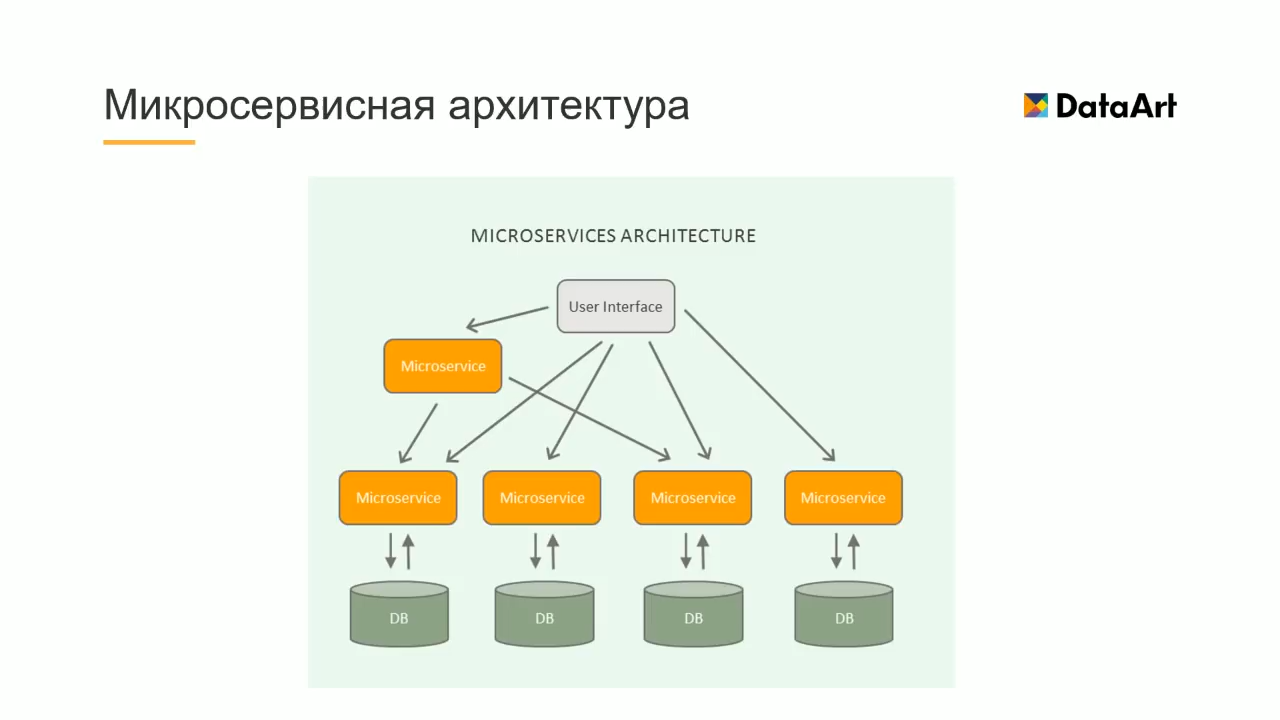 Микросервисная архитектура
DataArt
MICROSERVICES ARCHITECTURE
User Interface
Microservice
Microservice
Microservice
Microservice
Microservice
DB
DB
DB
DB